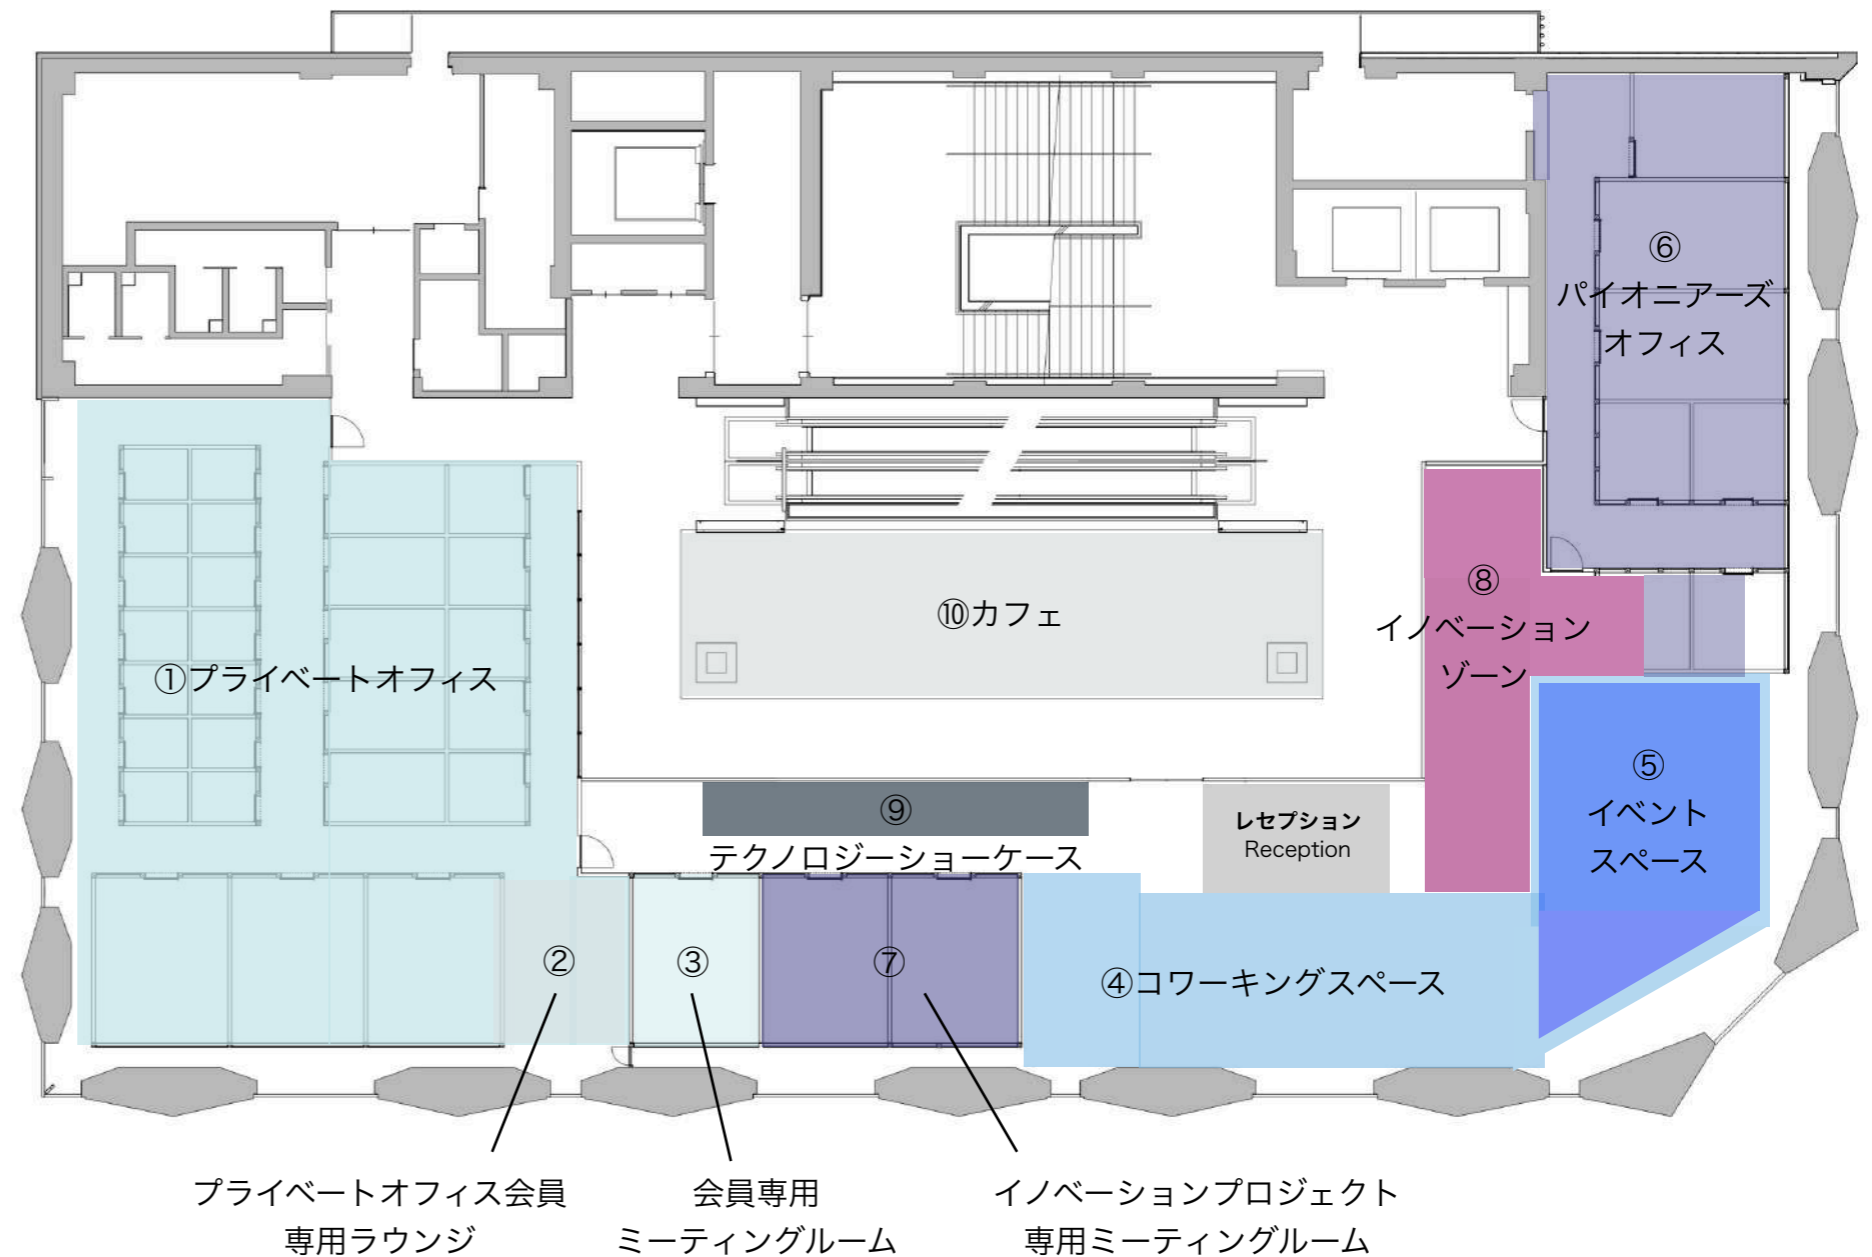 ⑥
パイオニアーズ
オフィス
⑧
イノベーション
ゾーン
⑩カフェ
①プライベートオフィス
⑤
イベント
スペース
⑨
テクノロジーショーケース
レセプション
Reception
②
③
⑦
④コワーキングスペース
プライベートオフィス会員
専用ラウンジ
会員専用
ミーティングルーム
イノベーションプロジェクト
専用ミーティングルーム